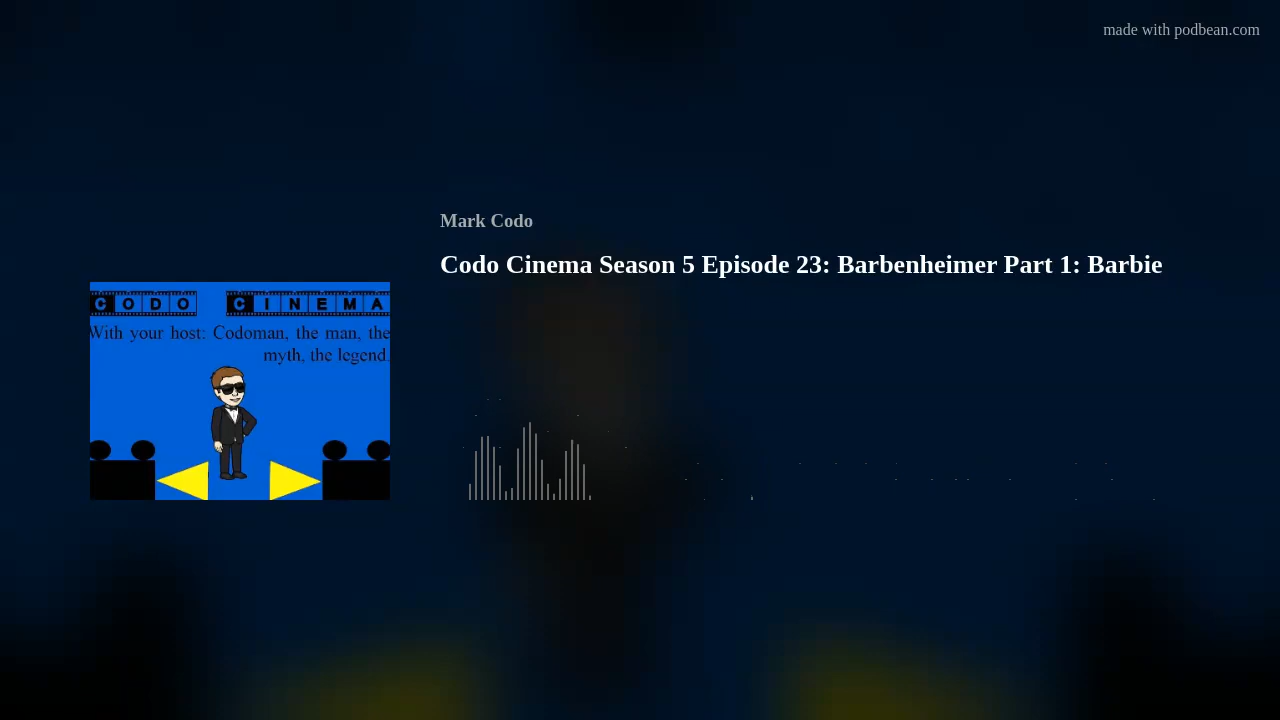 made with podbean.com
Mark Codo
Codo Cinema Season 5 Episode 23: Barbenheimer Part 1: Barbie
CODO CINEMA
With your host: Codoman, the man, the
myth, the legend.